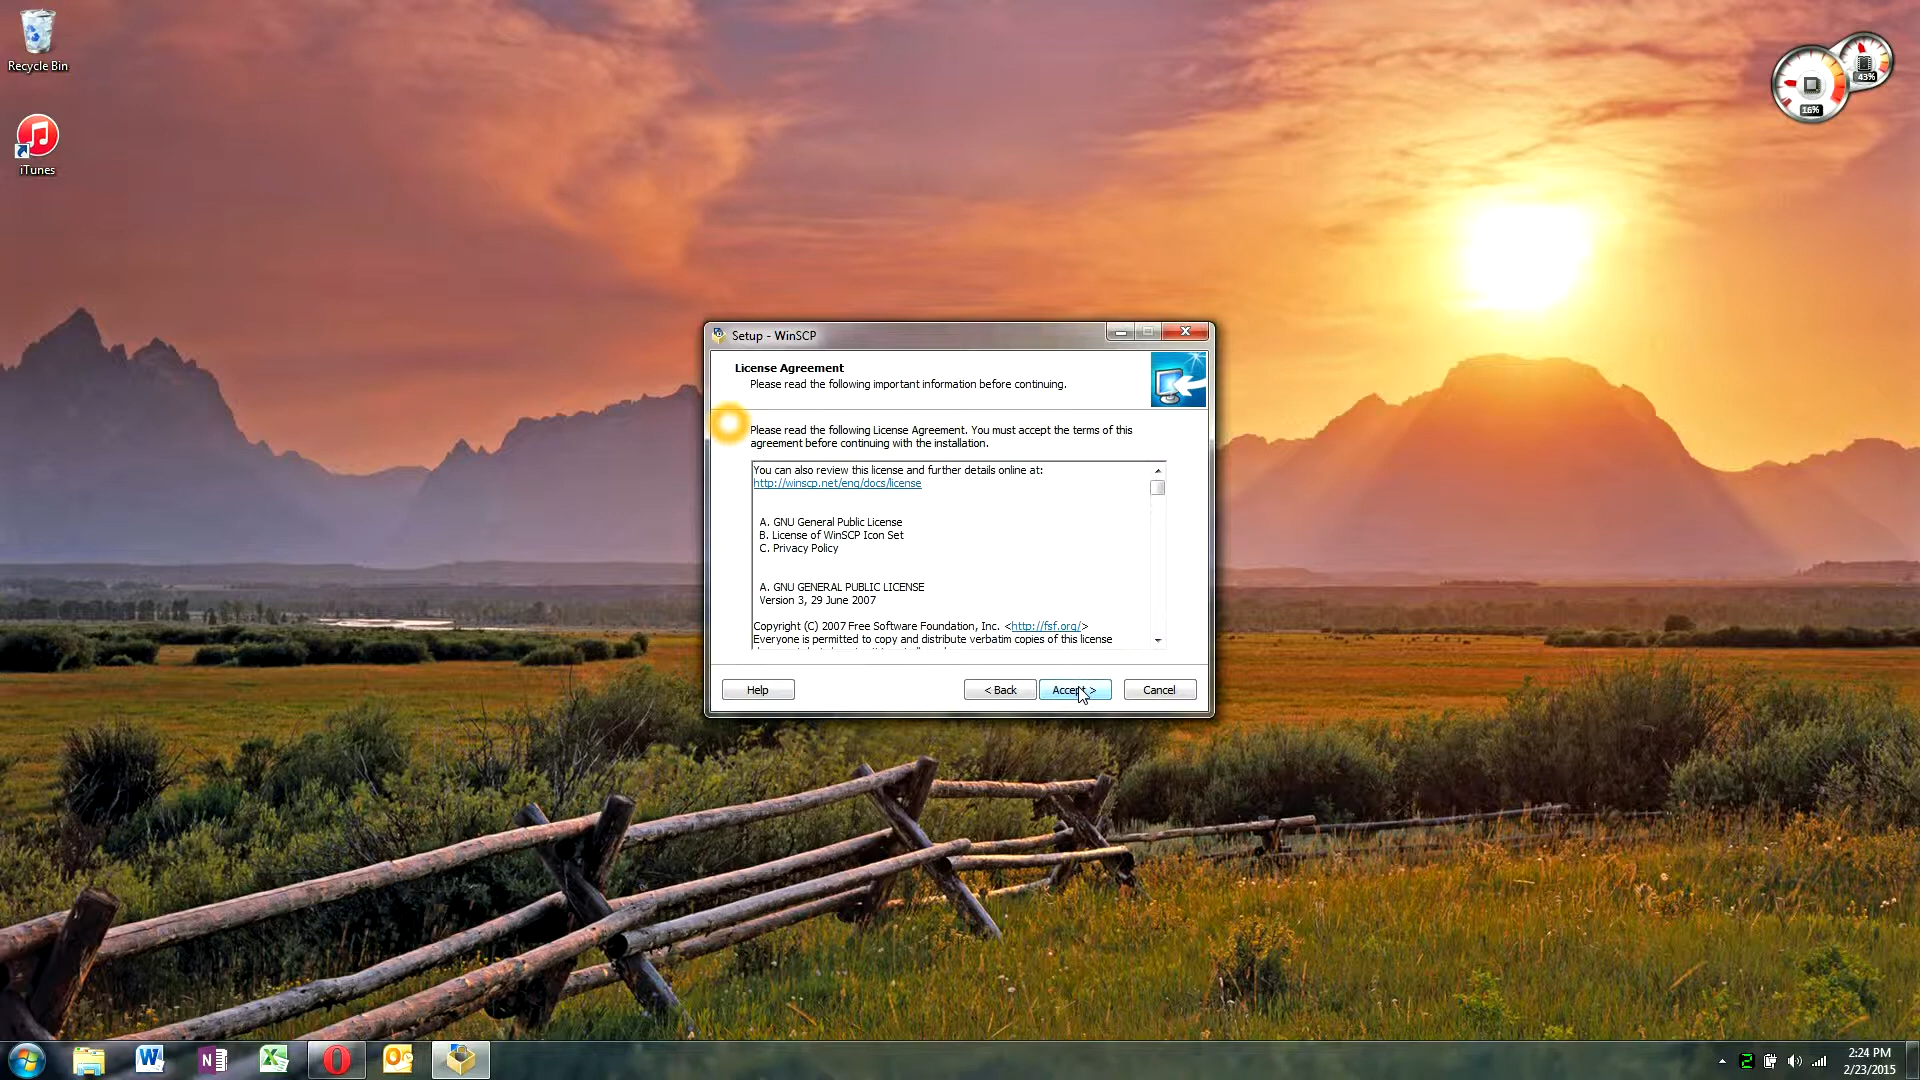 Recycle Bin
iTunes
43%
16%
Setup - WinSCP
License Agreement
Please read the following important information before continuing.
Please read the following License Agreement. You must accept the terms of this
agreement before continuing with the installation.
You can also review this license and further details online at:
http://winscp.net/eng/docs/license
A. GNU General Public License
B. License of WinSCP Icon Set
C. Privacy Policy
A. GNU GENERAL PUBLIC LICENSE
Version 3, 29 June 2007
Copyright (C) 2007 Free Software Foundation, Inc. <http://fsf.org/>
Everyone is permitted to copy and distribute verbatim copies of this license
Help
< Back
Accept >
Cancel
2:24 PM
2/23/2015